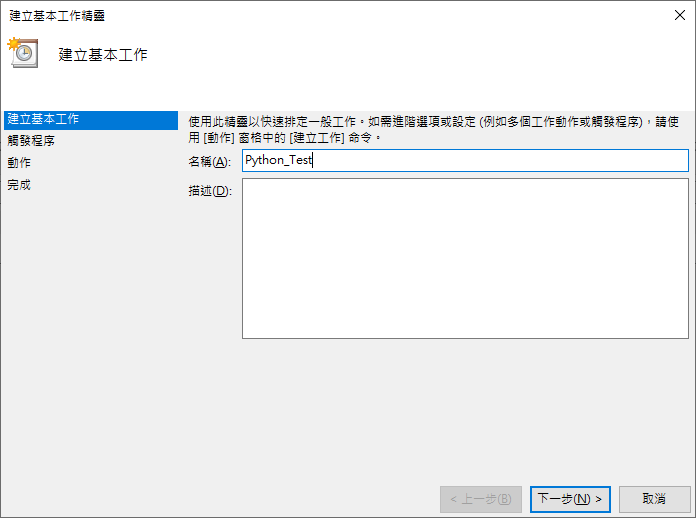 建立基本工作精靈
建立基本工作
建立基本工作
觸發程序
動作
完成
使用此精靈以快速排定一般工作。如需進階選項或設定 (例如多個工作動作或觸發程序)，請使
用 [動作] 窗格中的 [建立工作] 命令。
名稱(A):
Python_Test
描述(D):
< 上一步(B)
下一步(N) >
取消